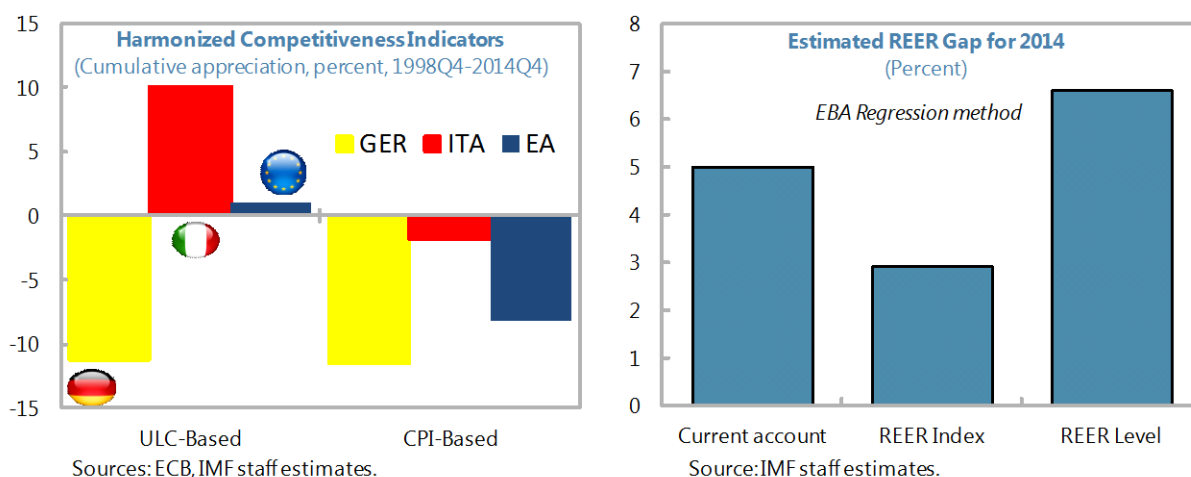 Harmonized Competitiveness Indicators
(Cumulative appreciation, percent, 1998Q4-2014Q4)
15
10
5
0
-5
-10
-15
GER ITA EA
ULC-Based CPI-Based
Sources: ECB, IMF staff estimates.
Estimated REER Gap for 2014
(Percent)
EBA Regression method
8
7
6
5
4
3
2
1
0
Current account REER Index REER Level
Source: IMF staff estimates.